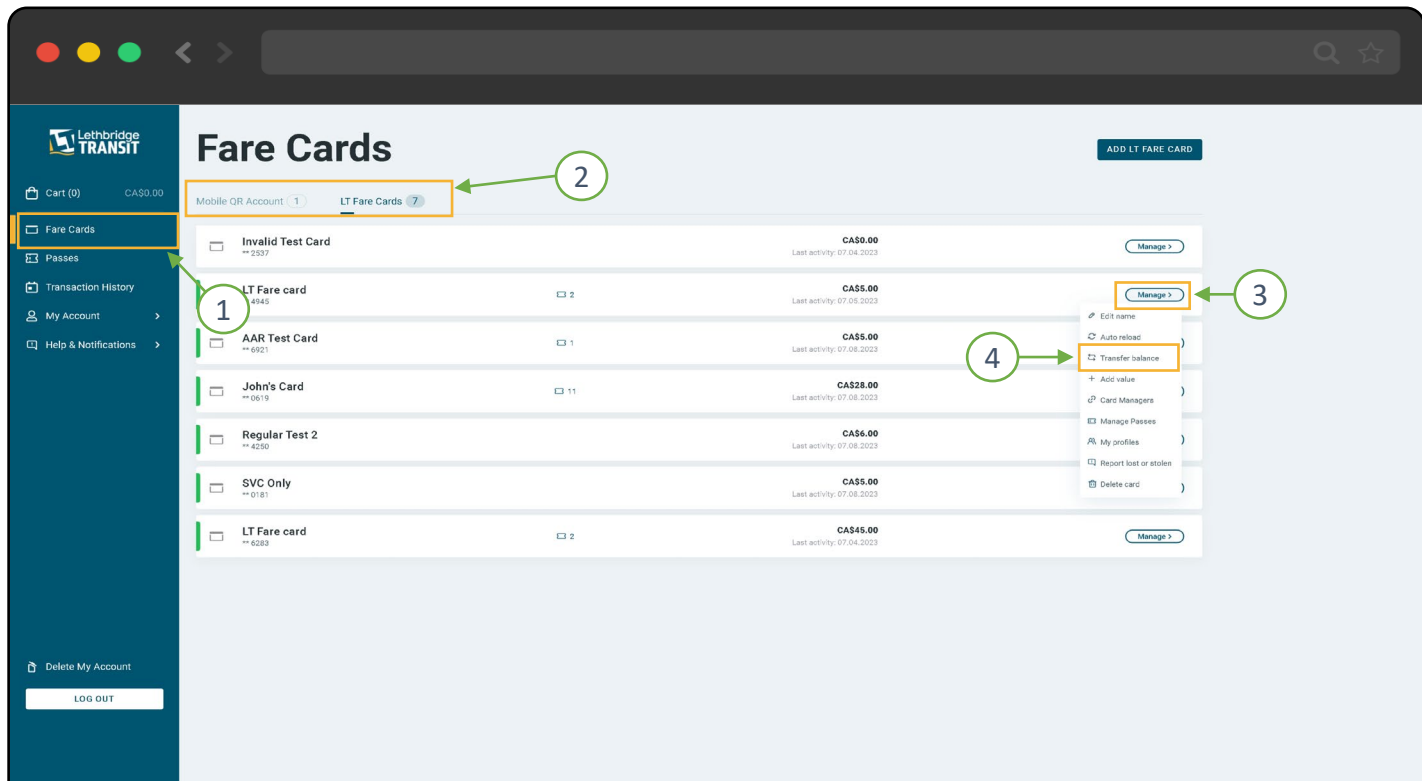 Lethbridge
TRANSIT
Cart (0) CA$0.00
Fare Cards
Passes
Transaction History
My Account >
Help & Notifications >
Delete My Account
LOG OUT
Fare Cards
ADD LT FARE CARD
Mobile QR Account 1 LT Fare Cards 7
1
2
3
4
Invalid Test Card CA$0.00 Manage >
** 2537 Last activity: 07.04.2023
LT Fare card 2 CA$5.00 Manage >
4945 Last activity: 07.05.2023
AAR Test Card 1 CA$5.00
** 6921 Last activity: 07.08.2023
John's Card 11 CA$28.00
** 0619 Last activity: 07.08.2023
Regular Test 2 CA$6.00
** 4250 Last activity: 07.08.2023
SVC Only CA$5.00
** 0181 Last activity: 07.08.2023
LT Fare card 2 CA$45.00 Manage >
** 6283 Last activity: 07.04.2023
Edit name
Auto reload
Transfer balance
+ Add value
Card Managers
Manage Passes
My profiles
Report lost or stolen
Delete card